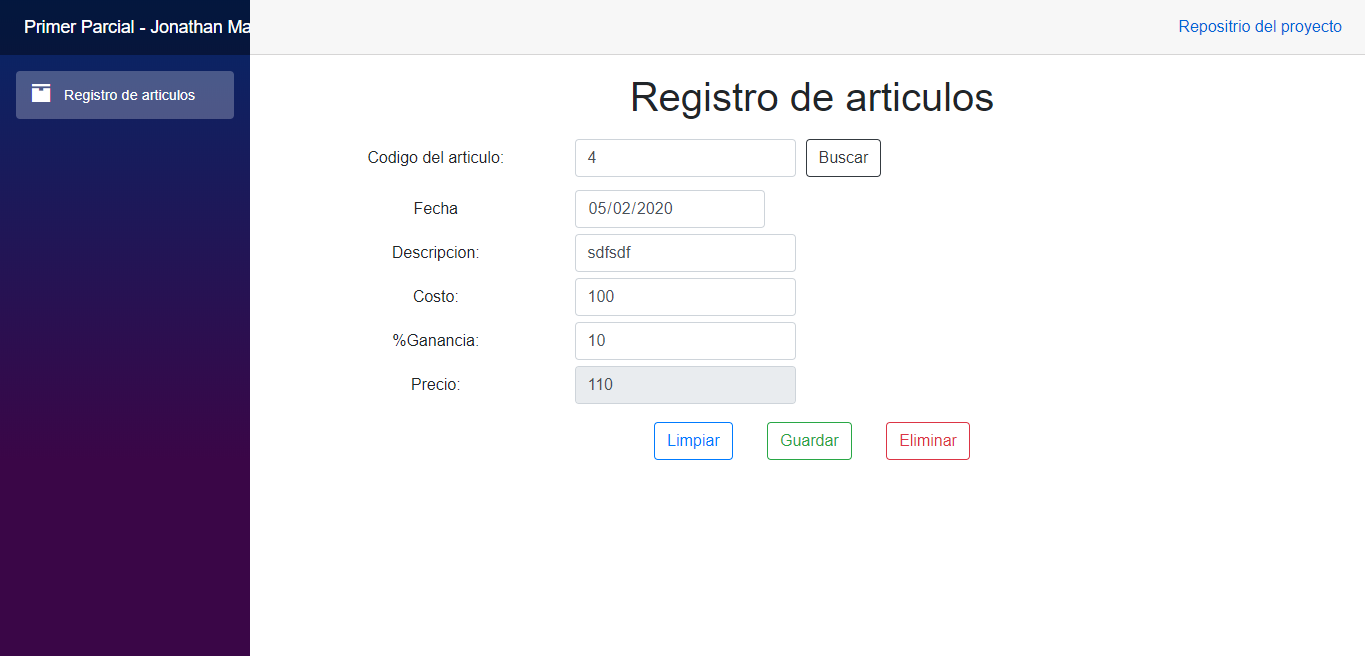 Primer Parcial - Jonathan Ma
Repositrio del proyecto
Registro de articulos
Registro de articulos
Codigo del articulo: 4 Buscar
Fecha 05/02/2020
Descripcion: sdfsdf
Costo: 100
%Ganancia: 10
Precio: 110
Limpiar Guardar Eliminar